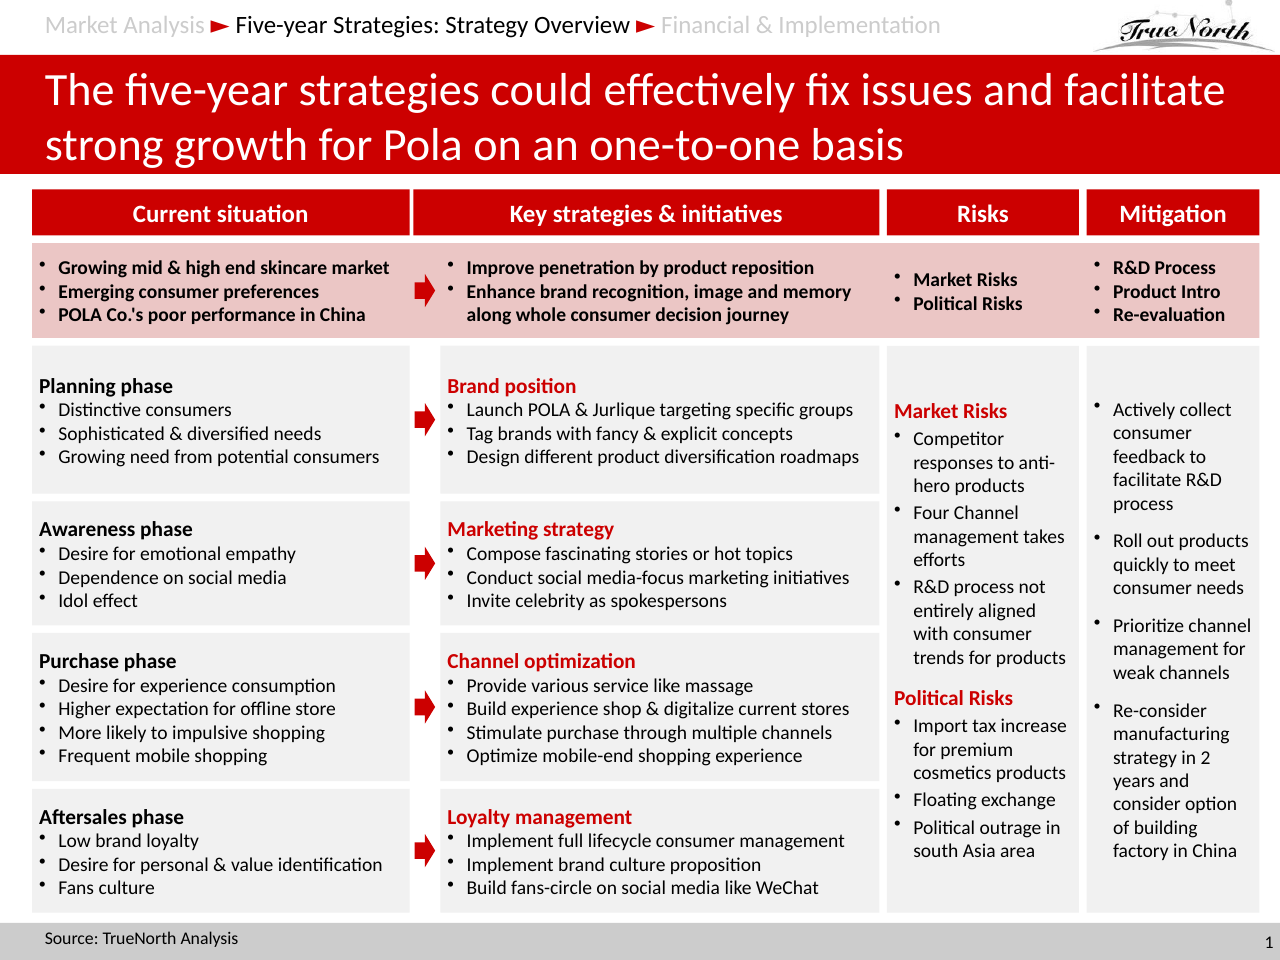 Market Analysis ► Five-year Strategies: Strategy Overview ► Financial & Implementation
TrueNorth
The five-year strategies could effectively fix issues and facilitate
strong growth for Pola on an one-to-one basis
Current situation
Key strategies & initiatives
Risks
Mitigation
• Growing mid & high end skincare market
• Emerging consumer preferences
• POLA Co.'s poor performance in China
• Improve penetration by product reposition
• Enhance brand recognition, image and memory
along whole consumer decision journey
• Market Risks
• Political Risks
• R&D Process
• Product Intro
• Re-evaluation
Planning phase
• Distinctive consumers
• Sophisticated & diversified needs
• Growing need from potential consumers
Brand position
• Launch POLA & Jurlique targeting specific groups
• Tag brands with fancy & explicit concepts
• Design different product diversification roadmaps
Awareness phase
• Desire for emotional empathy
• Dependence on social media
• Idol effect
Marketing strategy
• Compose fascinating stories or hot topics
• Conduct social media-focus marketing initiatives
• Invite celebrity as spokespersons
Purchase phase
• Desire for experience consumption
• Higher expectation for offline store
• More likely to impulsive shopping
• Frequent mobile shopping
Channel optimization
• Provide various service like massage
• Build experience shop & digitalize current stores
• Stimulate purchase through multiple channels
• Optimize mobile-end shopping experience
Aftersales phase
• Low brand loyalty
• Desire for personal & value identification
• Fans culture
Loyalty management
• Implement full lifecycle consumer management
• Implement brand culture proposition
• Build fans-circle on social media like WeChat
Market Risks
• Competitor
responses to anti-
hero products
• Four Channel
management takes
efforts
• R&D process not
entirely aligned
with consumer
trends for products
Political Risks
• Import tax increase
for premium
cosmetics products
• Floating exchange
• Political outrage in
south Asia area
• Actively collect
consumer
feedback to
facilitate R&D
process
• Roll out products
quickly to meet
consumer needs
• Prioritize channel
management for
weak channels
• Re-consider
manufacturing
strategy in 2
years and
consider option
of building
factory in China
Source: TrueNorth Analysis
1